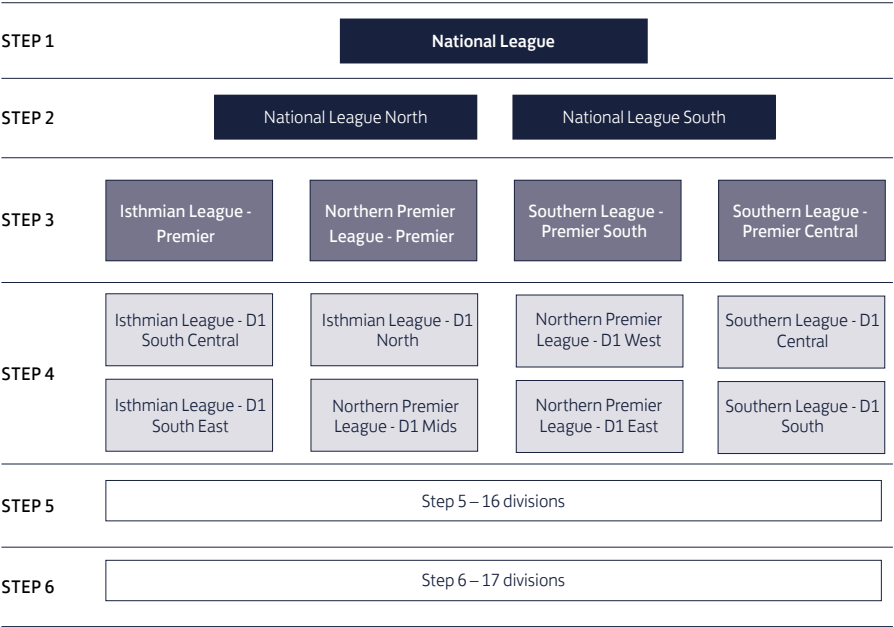 STEP 1
National League
STEP 2
National League North
National League South
STEP 3
Isthmian League -
Premier
Northern Premier
League - Premier
Southern League -
Premier South
Southern League -
Premier Central
STEP 4
Isthmian League - D1
South Central
Isthmian League - D1
North
Northern Premier
League - D1 West
Southern League - D1
Central
Isthmian League - D1
South East
Northern Premier
League - D1 Mids
Northern Premier
League - D1 East
Southern League - D1
South
STEP 5
Step 5 – 16 divisions
STEP 6
Step 6 – 17 divisions